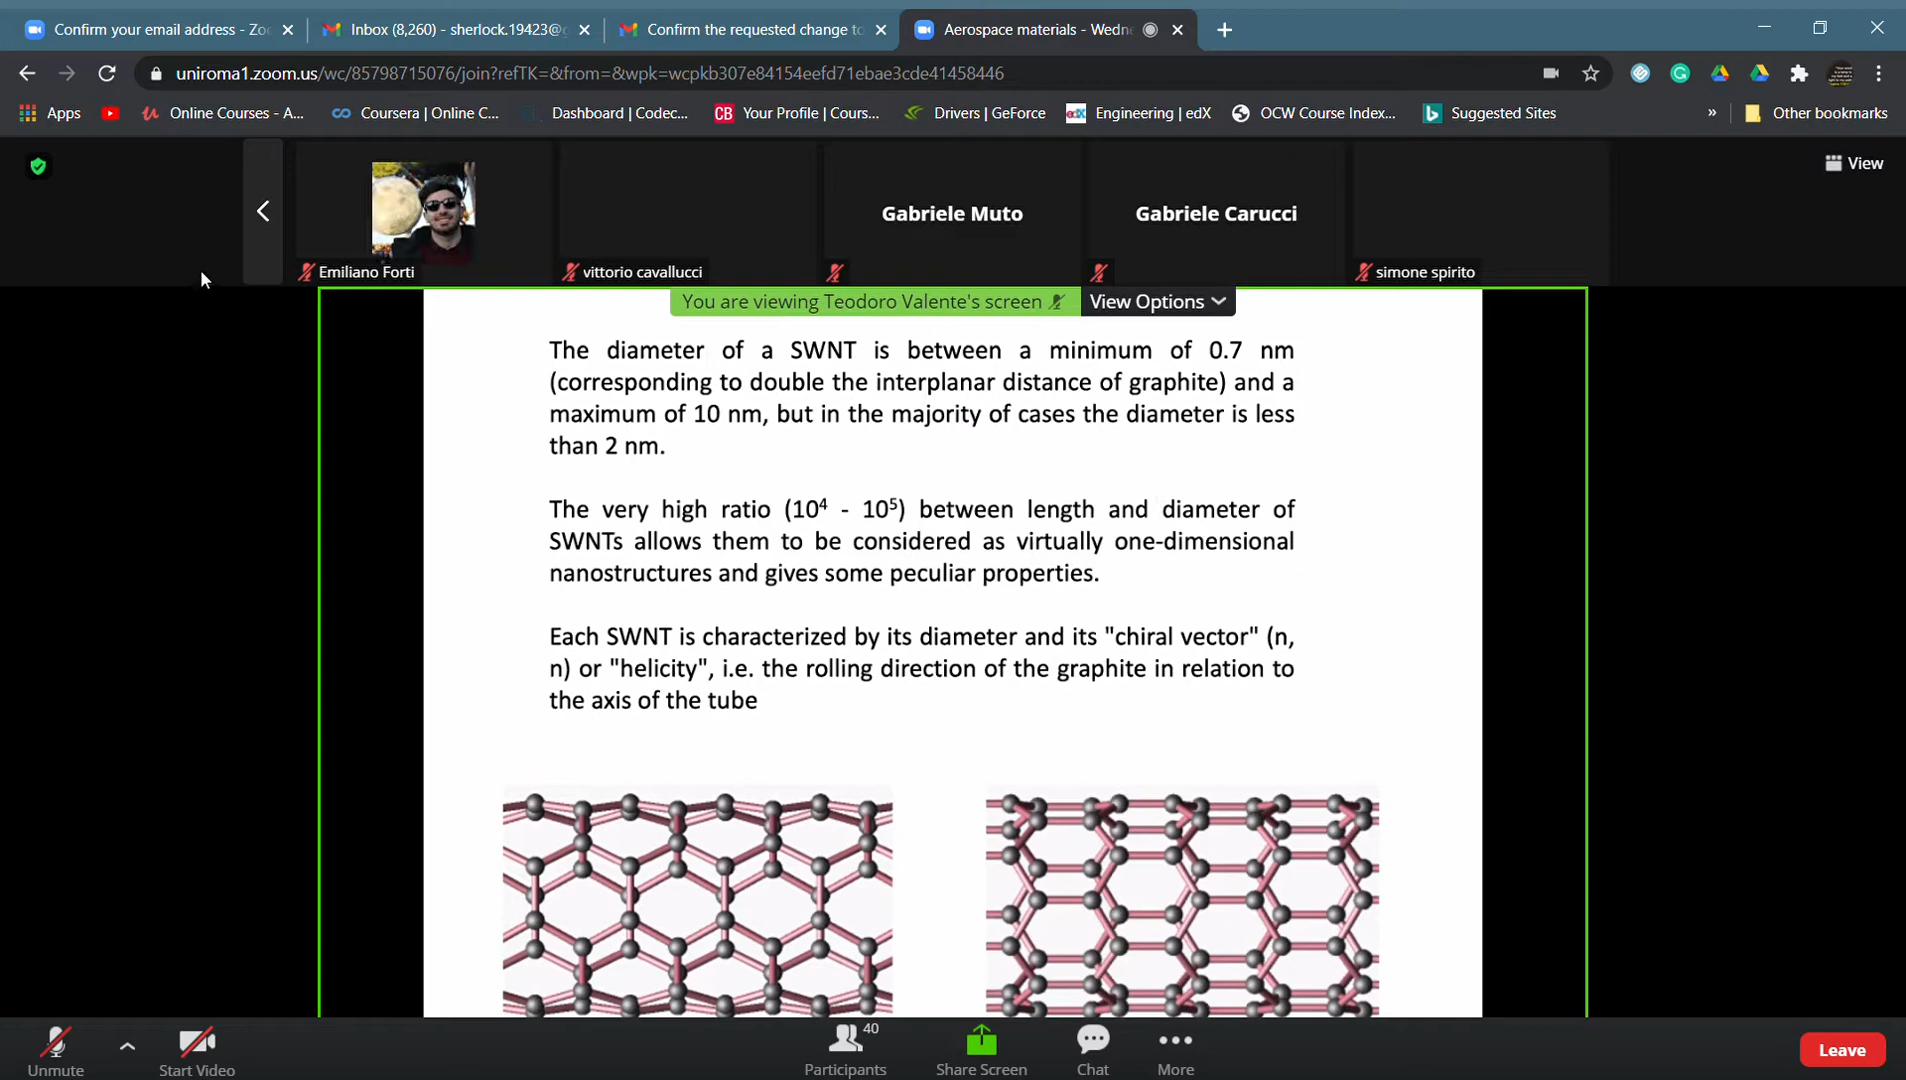 Confirm your email address - Zo
Inbox (8,260) - sherlock.19423@g
Confirm the requested change to
Aerospace materials - Wedn
uniroma1.zoom.us/wc/85798715076/join?refTK=&from=&wpk=wcpkb307e84154eefd71ebae3cde41458446
Apps
Online Courses - A...
Coursera | Online C...
Dashboard | Codec...
CB
Your Profile | Cours...
Drivers | GeForce
edX
Engineering | edX
OCW Course Index...
Suggested Sites
»
Other bookmarks
View
Gabriele Muto
Gabriele Carucci
Emiliano Forti
vittorio cavallucci
simone spirito
You are viewing Teodoro Valente's screen
View Options
The diameter of a SWNT is between a minimum of 0.7 nm
(corresponding to double the interplanar distance of graphite) and a
maximum of 10 nm, but in the majority of cases the diameter is less
than 2 nm.
The very high ratio (10⁴ - 10⁵) between length and diameter of
SWNTs allows them to be considered as virtually one-dimensional
nanostructures and gives some peculiar properties.
Each SWNT is characterized by its diameter and its "chiral vector" (n,
n) or "helicity", i.e. the rolling direction of the graphite in relation to
the axis of the tube
Unmute
Start Video
40
Participants
Share Screen
Chat
More
Leave